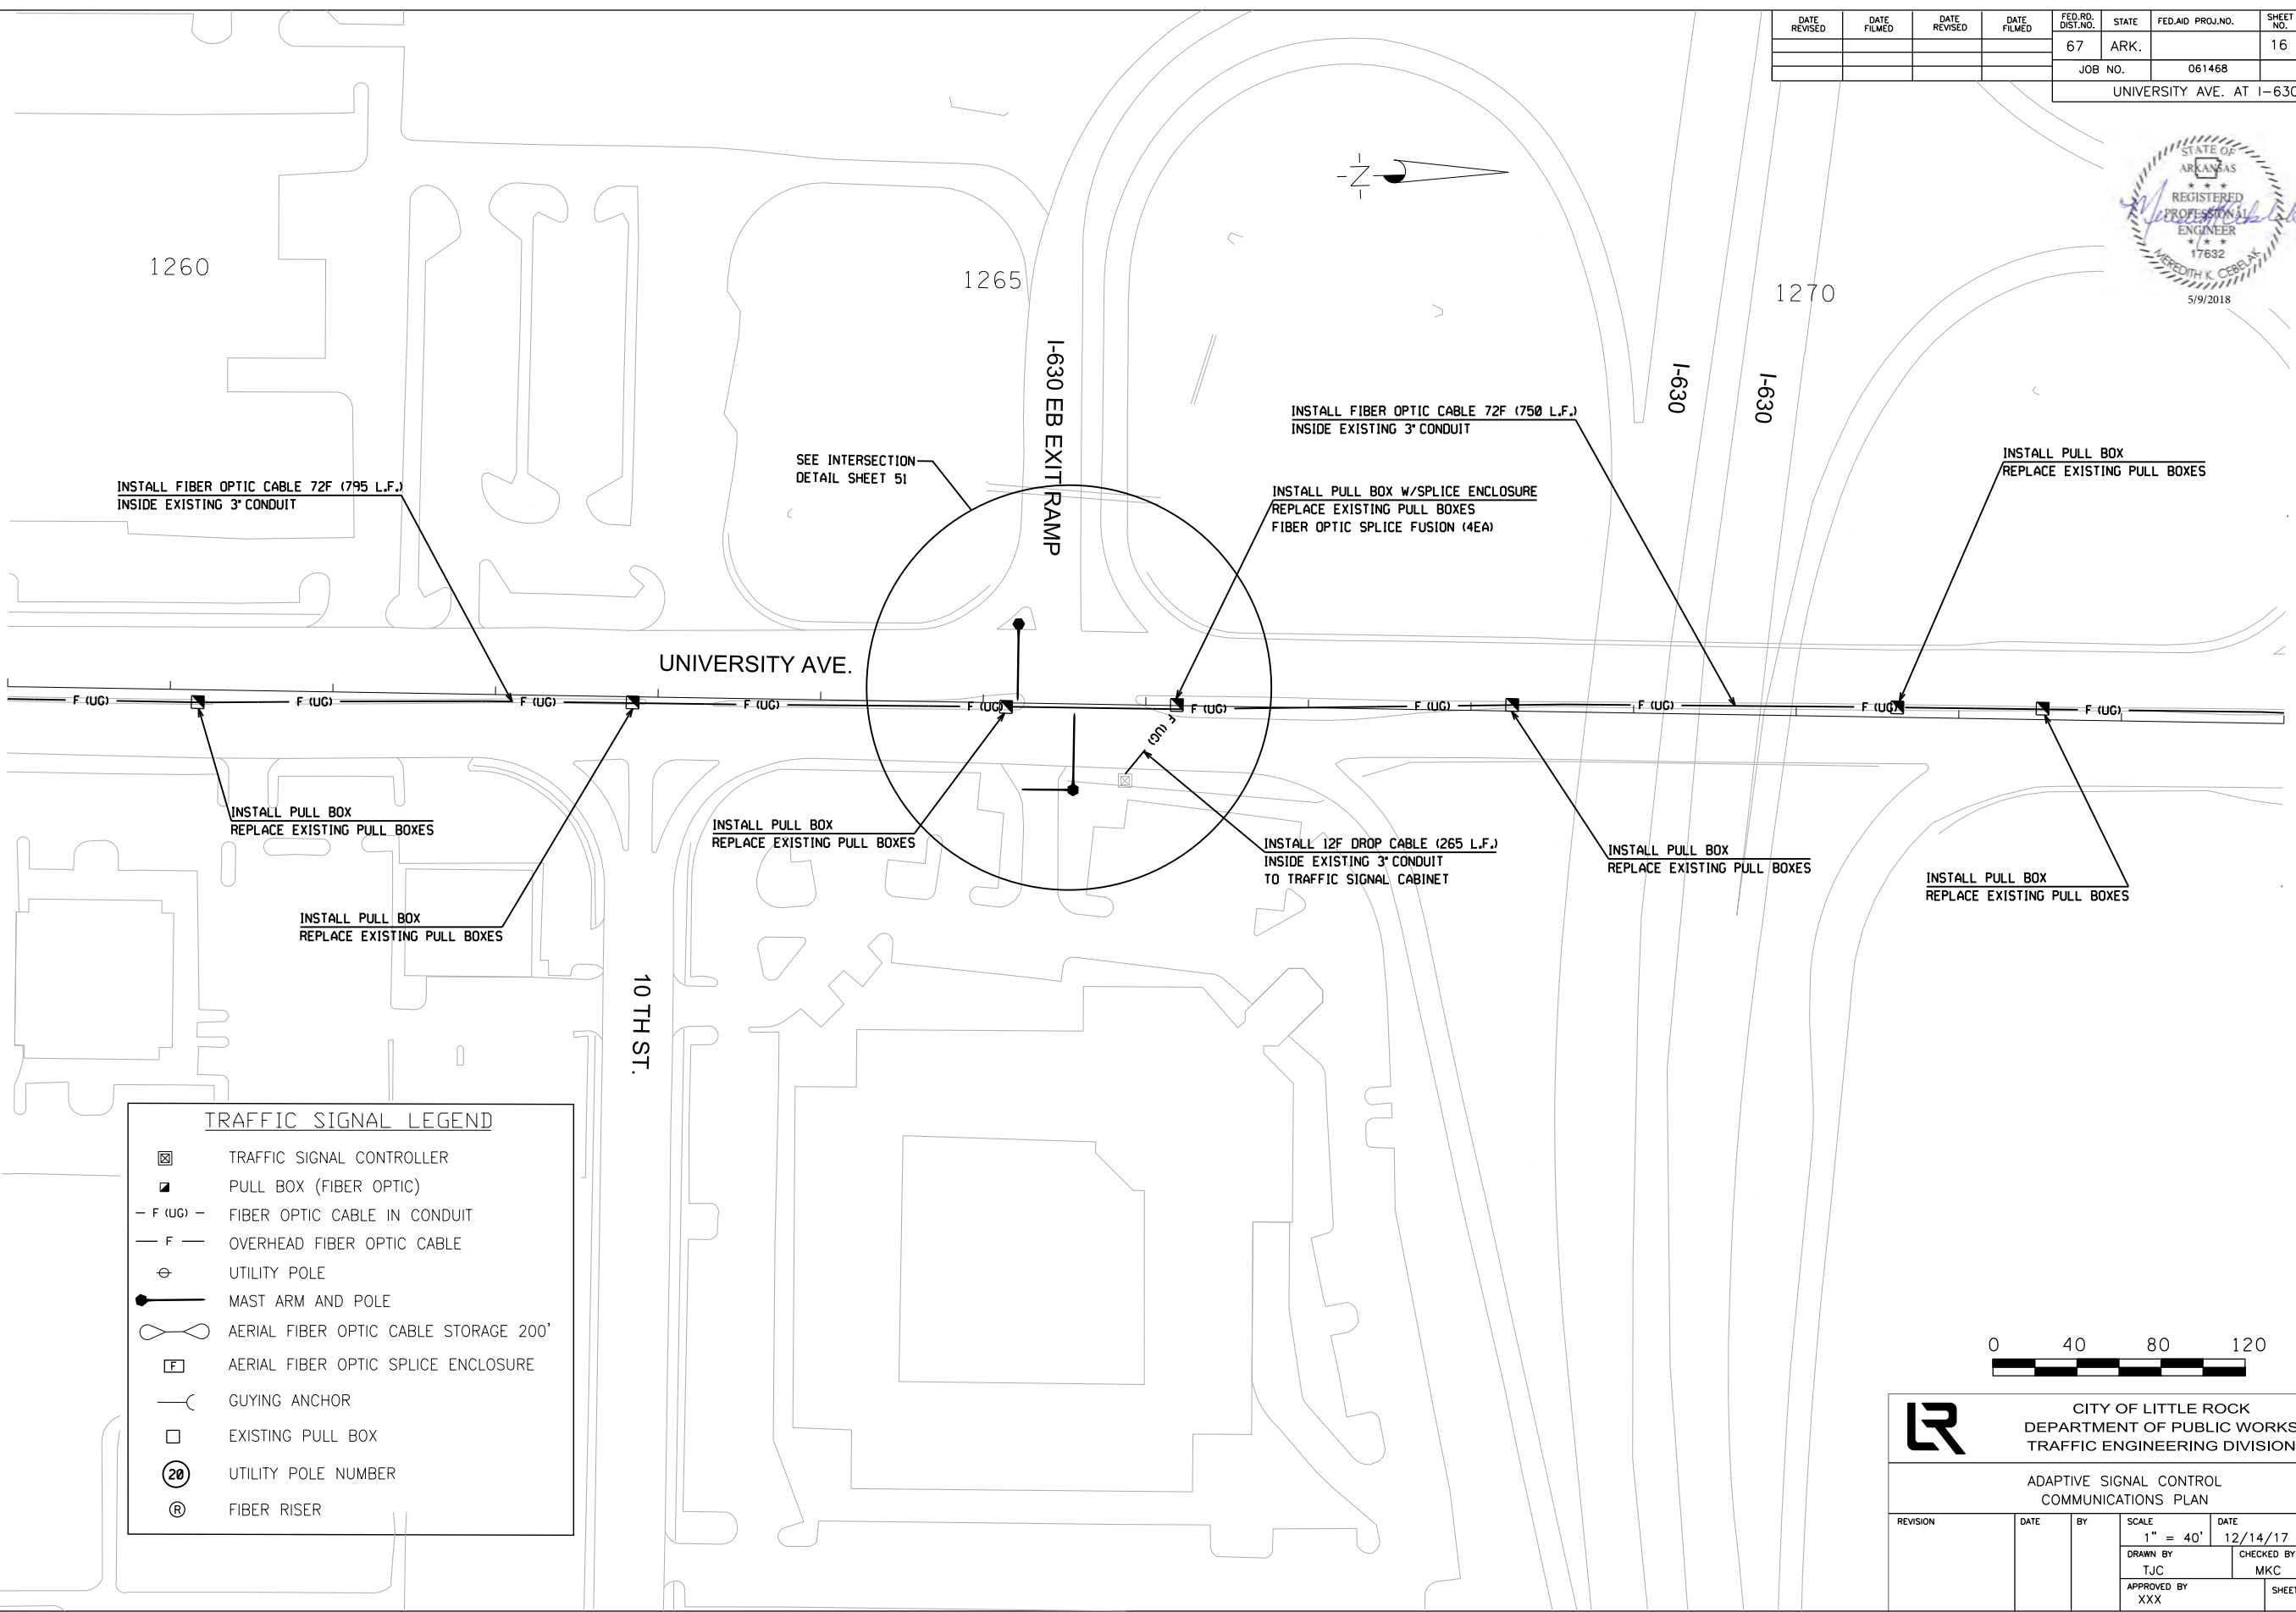 DATE REVISED
DATE FILMED
DATE REVISED
DATE FILMED
FED.RD. DIST.NO.
STATE
FED.AID PROJ.NO.
SHEET NO.
67
ARK.
16
JOB NO.
061468
UNIVERSITY AVE. AT I-630
STATE OF
ARKANSAS
★ ★ ★
REGISTERED
PROFESSIONAL
ENGINEER
★ ★ ★
17632
MEREDITH K. CEBELAK
5/9/2018
-Z-
1260
1265
1270
I-630 EB EXIT RAMP
I-630
I-630
INSTALL FIBER OPTIC CABLE 72F (750 L.F.)
INSIDE EXISTING 3" CONDUIT
INSTALL PULL BOX
REPLACE EXISTING PULL BOXES
SEE INTERSECTION
DETAIL SHEET 51
INSTALL FIBER OPTIC CABLE 72F (795 L.F.)
INSIDE EXISTING 3" CONDUIT
INSTALL PULL BOX W/SPLICE ENCLOSURE
REPLACE EXISTING PULL BOXES
FIBER OPTIC SPLICE FUSION (4EA)
UNIVERSITY AVE.
F (UG)
F (UG)
F (UG)
F (UG)
F (UG)
F (UG)
F (UG)
F (UG)
F (UG)
F (UG)
F (UG)
INSTALL PULL BOX
REPLACE EXISTING PULL BOXES
INSTALL PULL BOX
REPLACE EXISTING PULL BOXES
INSTALL 12F DROP CABLE (265 L.F.)
INSIDE EXISTING 3" CONDUIT
TO TRAFFIC SIGNAL CABINET
INSTALL PULL BOX
REPLACE EXISTING PULL BOXES
INSTALL PULL BOX
REPLACE EXISTING PULL BOXES
INSTALL PULL BOX
REPLACE EXISTING PULL BOXES
10 TH ST.
TRAFFIC SIGNAL LEGEND
TRAFFIC SIGNAL CONTROLLER
PULL BOX (FIBER OPTIC)
— F (UG) — FIBER OPTIC CABLE IN CONDUIT
— F — OVERHEAD FIBER OPTIC CABLE
UTILITY POLE
MAST ARM AND POLE
AERIAL FIBER OPTIC CABLE STORAGE 200'
F AERIAL FIBER OPTIC SPLICE ENCLOSURE
GUYING ANCHOR
EXISTING PULL BOX
20 UTILITY POLE NUMBER
R FIBER RISER
0 40 80 120
LR
CITY OF LITTLE ROCK
DEPARTMENT OF PUBLIC WORKS
TRAFFIC ENGINEERING DIVISION
ADAPTIVE SIGNAL CONTROL
COMMUNICATIONS PLAN
REVISION
DATE
BY
SCALE
1" = 40'
DATE
12/14/17
DRAWN BY
TJC
CHECKED BY
MKC
APPROVED BY
XXX
SHEET